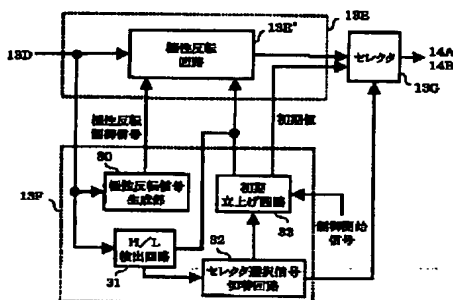 13E
13E'
13D
極性反転
回路
セレクタ
14A
14B
13G
極性反転
制御信号
初期値
30
13F
極性反転信号
生成部
初期
立上げ回路
33
制御開始
信号
H/L
検出回路
31
32
セレクタ選択信号
切替回路